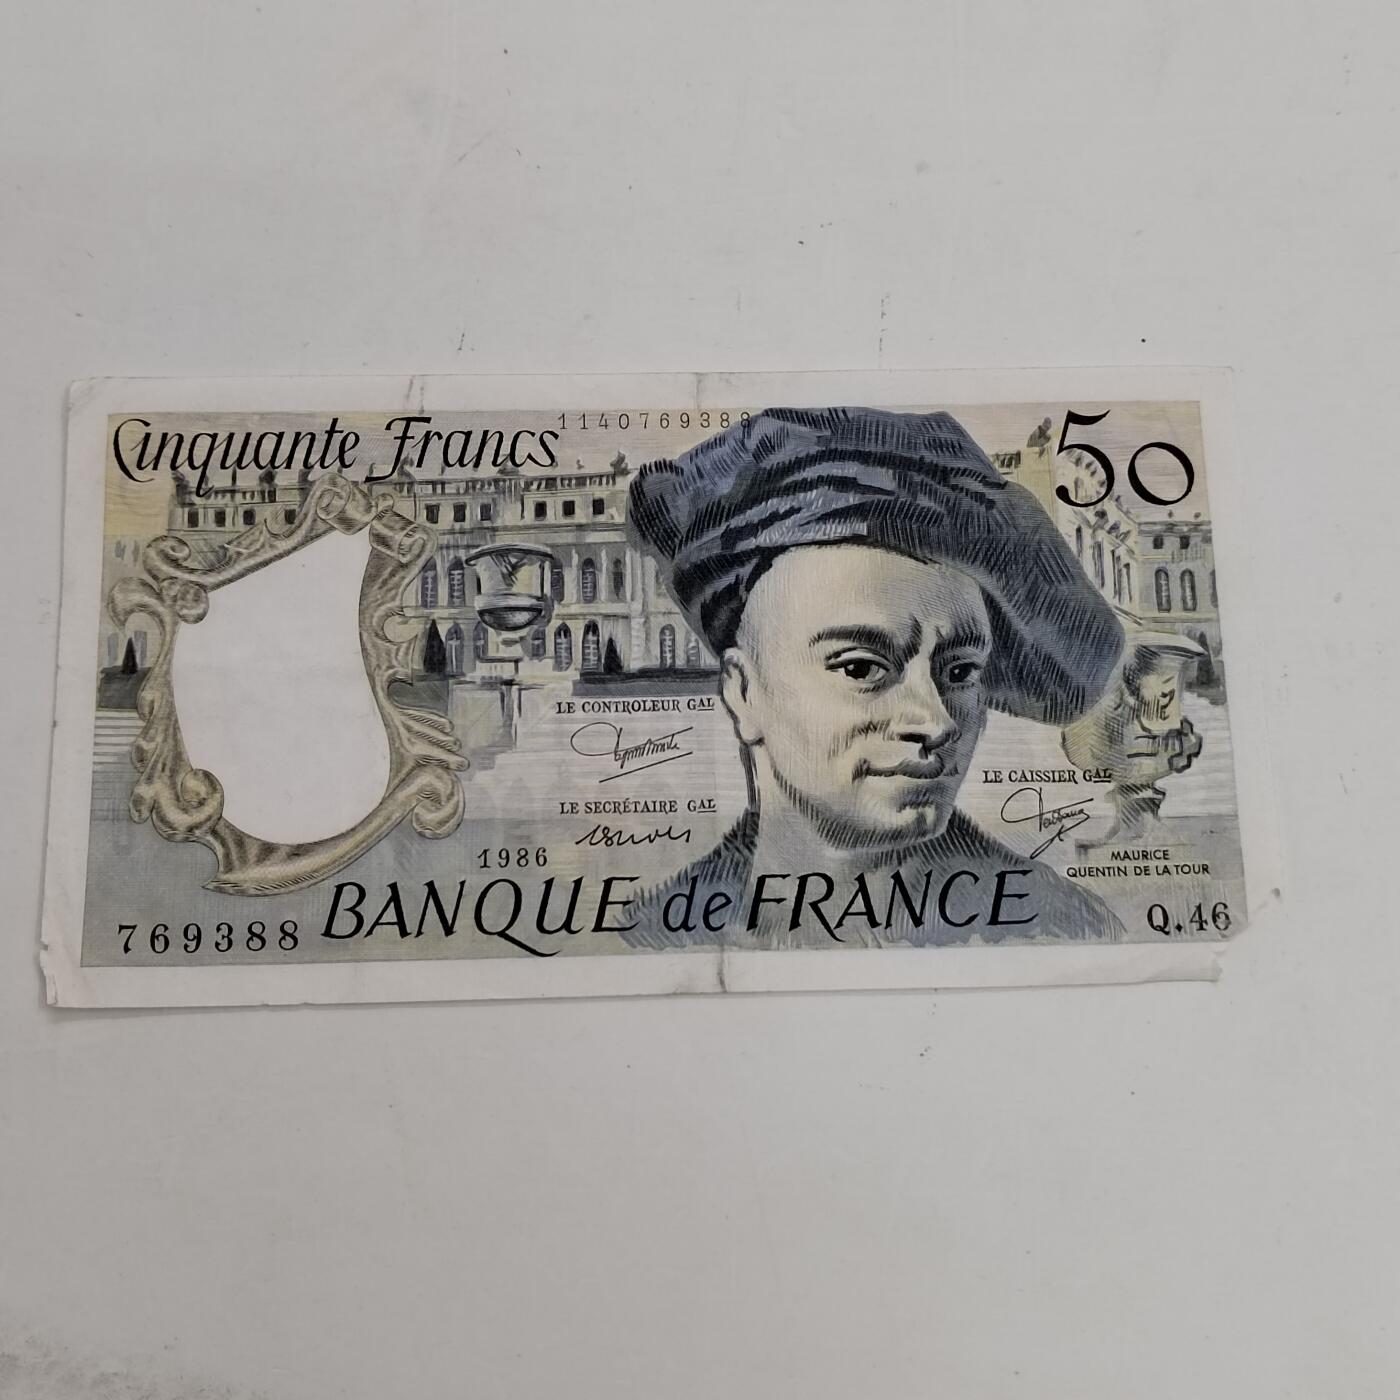 Cinquante Francs
1140769388
50
LE CONTROLEUR GAL
LE SECRÉTAIRE GAL
LE CAISSIER GAL
1986
MAURICE
QUENTIN DE LA TOUR
769388
BANQUE de FRANCE
Q.46